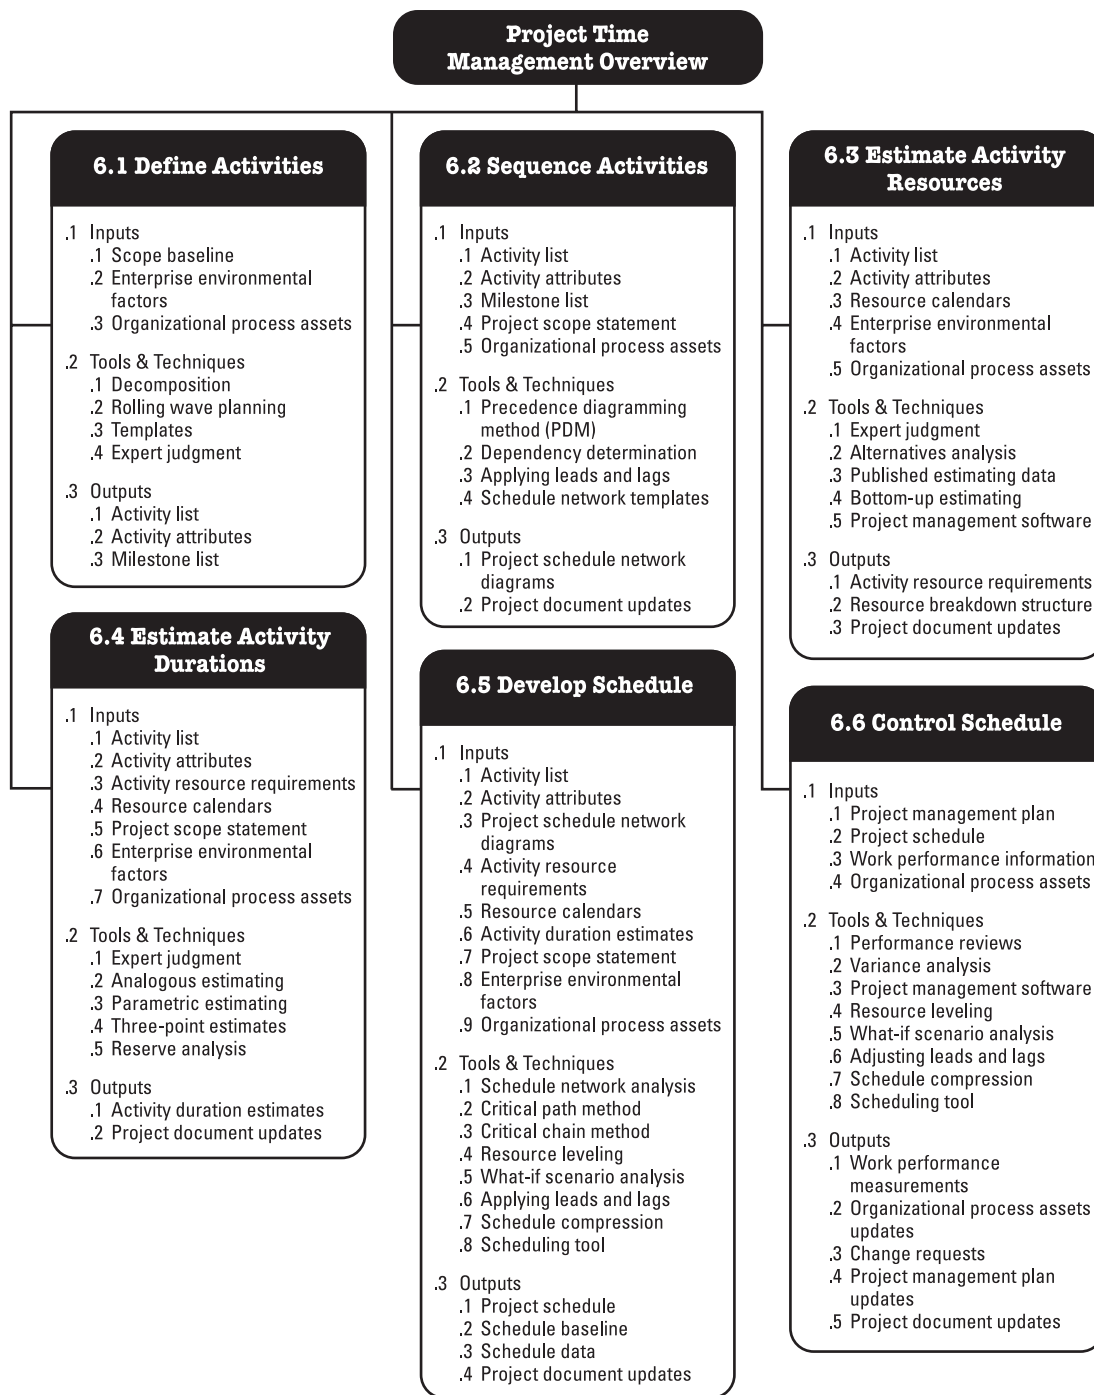 Project Time
Management Overview
6.1 Define Activities
.1 Inputs
.1 Scope baseline
.2 Enterprise environmental
factors
.3 Organizational process assets
.2 Tools & Techniques
.1 Decomposition
.2 Rolling wave planning
.3 Templates
.4 Expert judgment
.3 Outputs
.1 Activity list
.2 Activity attributes
.3 Milestone list
6.2 Sequence Activities
.1 Inputs
.1 Activity list
.2 Activity attributes
.3 Milestone list
.4 Project scope statement
.5 Organizational process assets
.2 Tools & Techniques
.1 Precedence diagramming
method (PDM)
.2 Dependency determination
.3 Applying leads and lags
.4 Schedule network templates
.3 Outputs
.1 Project schedule network
diagrams
.2 Project document updates
6.3 Estimate Activity
Resources
.1 Inputs
.1 Activity list
.2 Activity attributes
.3 Resource calendars
.4 Enterprise environmental
factors
.5 Organizational process assets
.2 Tools & Techniques
.1 Expert judgment
.2 Alternatives analysis
.3 Published estimating data
.4 Bottom-up estimating
.5 Project management software
.3 Outputs
.1 Activity resource requirements
.2 Resource breakdown structure
.3 Project document updates
6.4 Estimate Activity
Durations
.1 Inputs
.1 Activity list
.2 Activity attributes
.3 Activity resource requirements
.4 Resource calendars
.5 Project scope statement
.6 Enterprise environmental
factors
.7 Organizational process assets
.2 Tools & Techniques
.1 Expert judgment
.2 Analogous estimating
.3 Parametric estimating
.4 Three-point estimates
.5 Reserve analysis
.3 Outputs
.1 Activity duration estimates
.2 Project document updates
6.5 Develop Schedule
.1 Inputs
.1 Activity list
.2 Activity attributes
.3 Project schedule network
diagrams
.4 Activity resource
requirements
.5 Resource calendars
.6 Activity duration estimates
.7 Project scope statement
.8 Enterprise environmental
factors
.9 Organizational process assets
.2 Tools & Techniques
.1 Schedule network analysis
.2 Critical path method
.3 Critical chain method
.4 Resource leveling
.5 What-if scenario analysis
.6 Applying leads and lags
.7 Schedule compression
.8 Scheduling tool
.3 Outputs
.1 Project schedule
.2 Schedule baseline
.3 Schedule data
.4 Project document updates
6.6 Control Schedule
.1 Inputs
.1 Project management plan
.2 Project schedule
.3 Work performance information
.4 Organizational process assets
.2 Tools & Techniques
.1 Performance reviews
.2 Variance analysis
.3 Project management software
.4 Resource leveling
.5 What-if scenario analysis
.6 Adjusting leads and lags
.7 Schedule compression
.8 Scheduling tool
.3 Outputs
.1 Work performance
measurements
.2 Organizational process assets
updates
.3 Change requests
.4 Project management plan
updates
.5 Project document updates